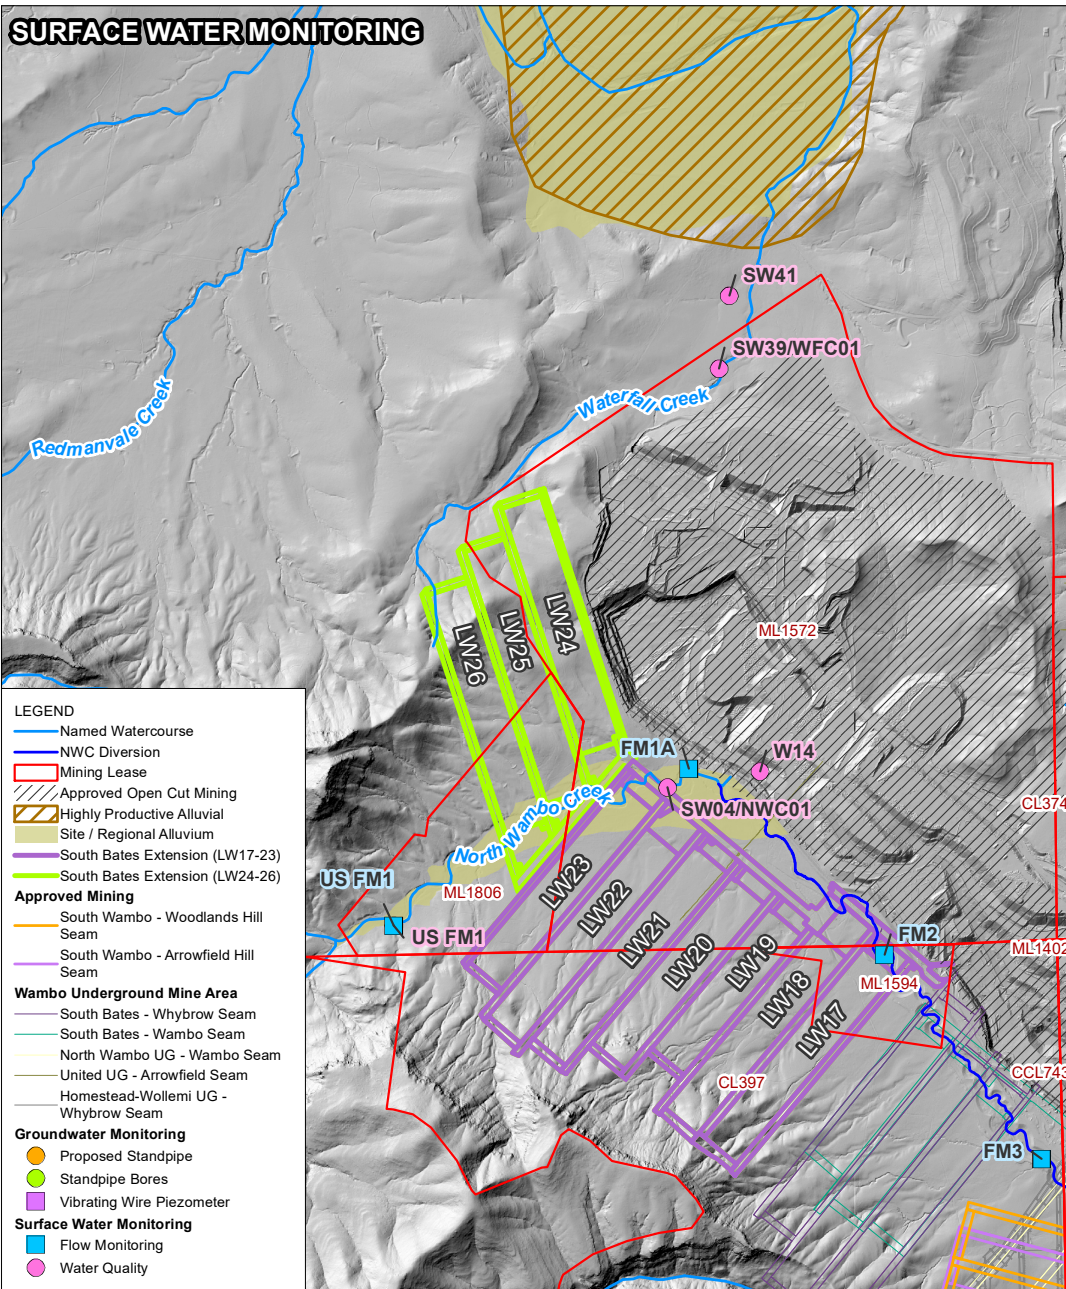 SURFACE WATER MONITORING
SW41
SW39/WFC01
Waterfall Creek
Redmanvale Creek
LW24
LW25
LW26
ML1572
FM1A
W14
SW04/NWC01
CL374
North Wambo Creek
US FM1
ML1806
US FM1
LW23
LW22
LW21
LW20
LW19
LW18
LW17
FM2
ML1402
ML1594
CL397
CCL743
FM3
LEGEND
Named Watercourse
NWC Diversion
Mining Lease
Approved Open Cut Mining
Highly Productive Alluvial
Site / Regional Alluvium
South Bates Extension (LW17-23)
South Bates Extension (LW24-26)
Approved Mining
South Wambo - Woodlands Hill
Seam
South Wambo - Arrowfield Hill
Seam
Wambo Underground Mine Area
South Bates - Whybrow Seam
South Bates - Wambo Seam
North Wambo UG - Wambo Seam
United UG - Arrowfield Seam
Homestead-Wollemi UG -
Whybrow Seam
Groundwater Monitoring
Proposed Standpipe
Standpipe Bores
Vibrating Wire Piezometer
Surface Water Monitoring
Flow Monitoring
Water Quality